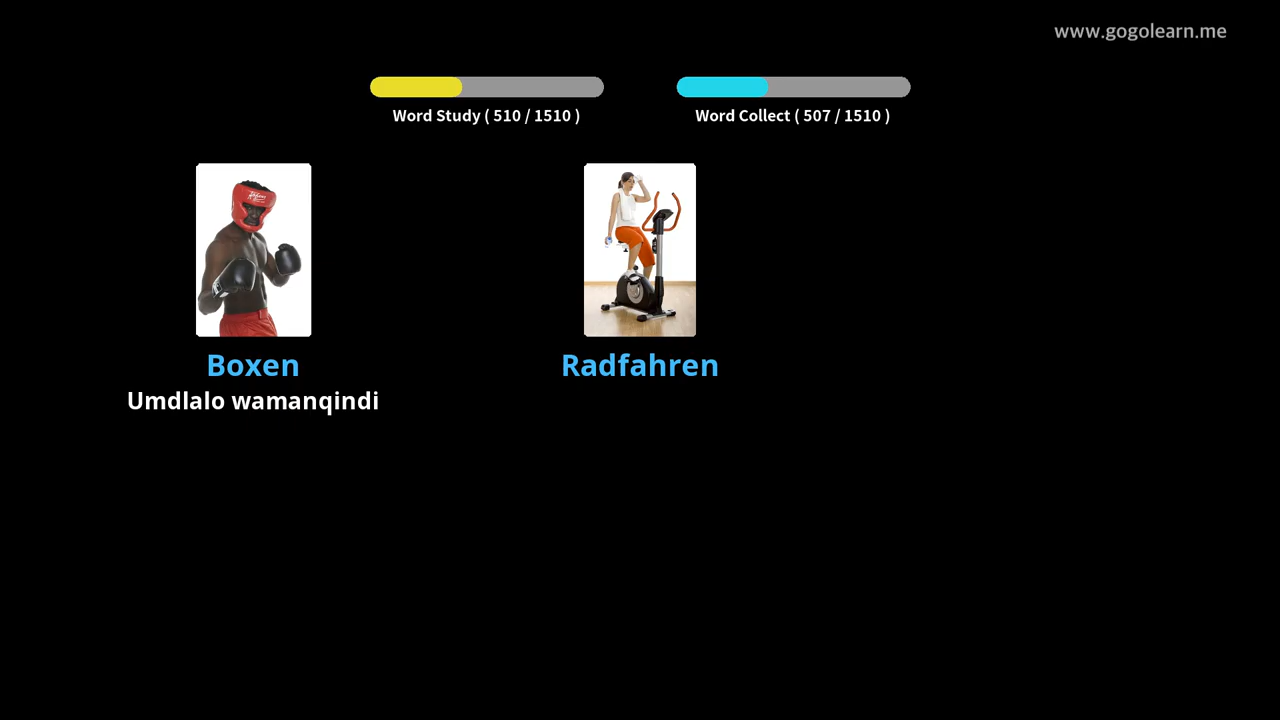 www.gogolearn.me
Word Study ( 510 / 1510 )
Word Collect ( 507 / 1510 )
Boxen
Radfahren
Umdlalo wamanqindi